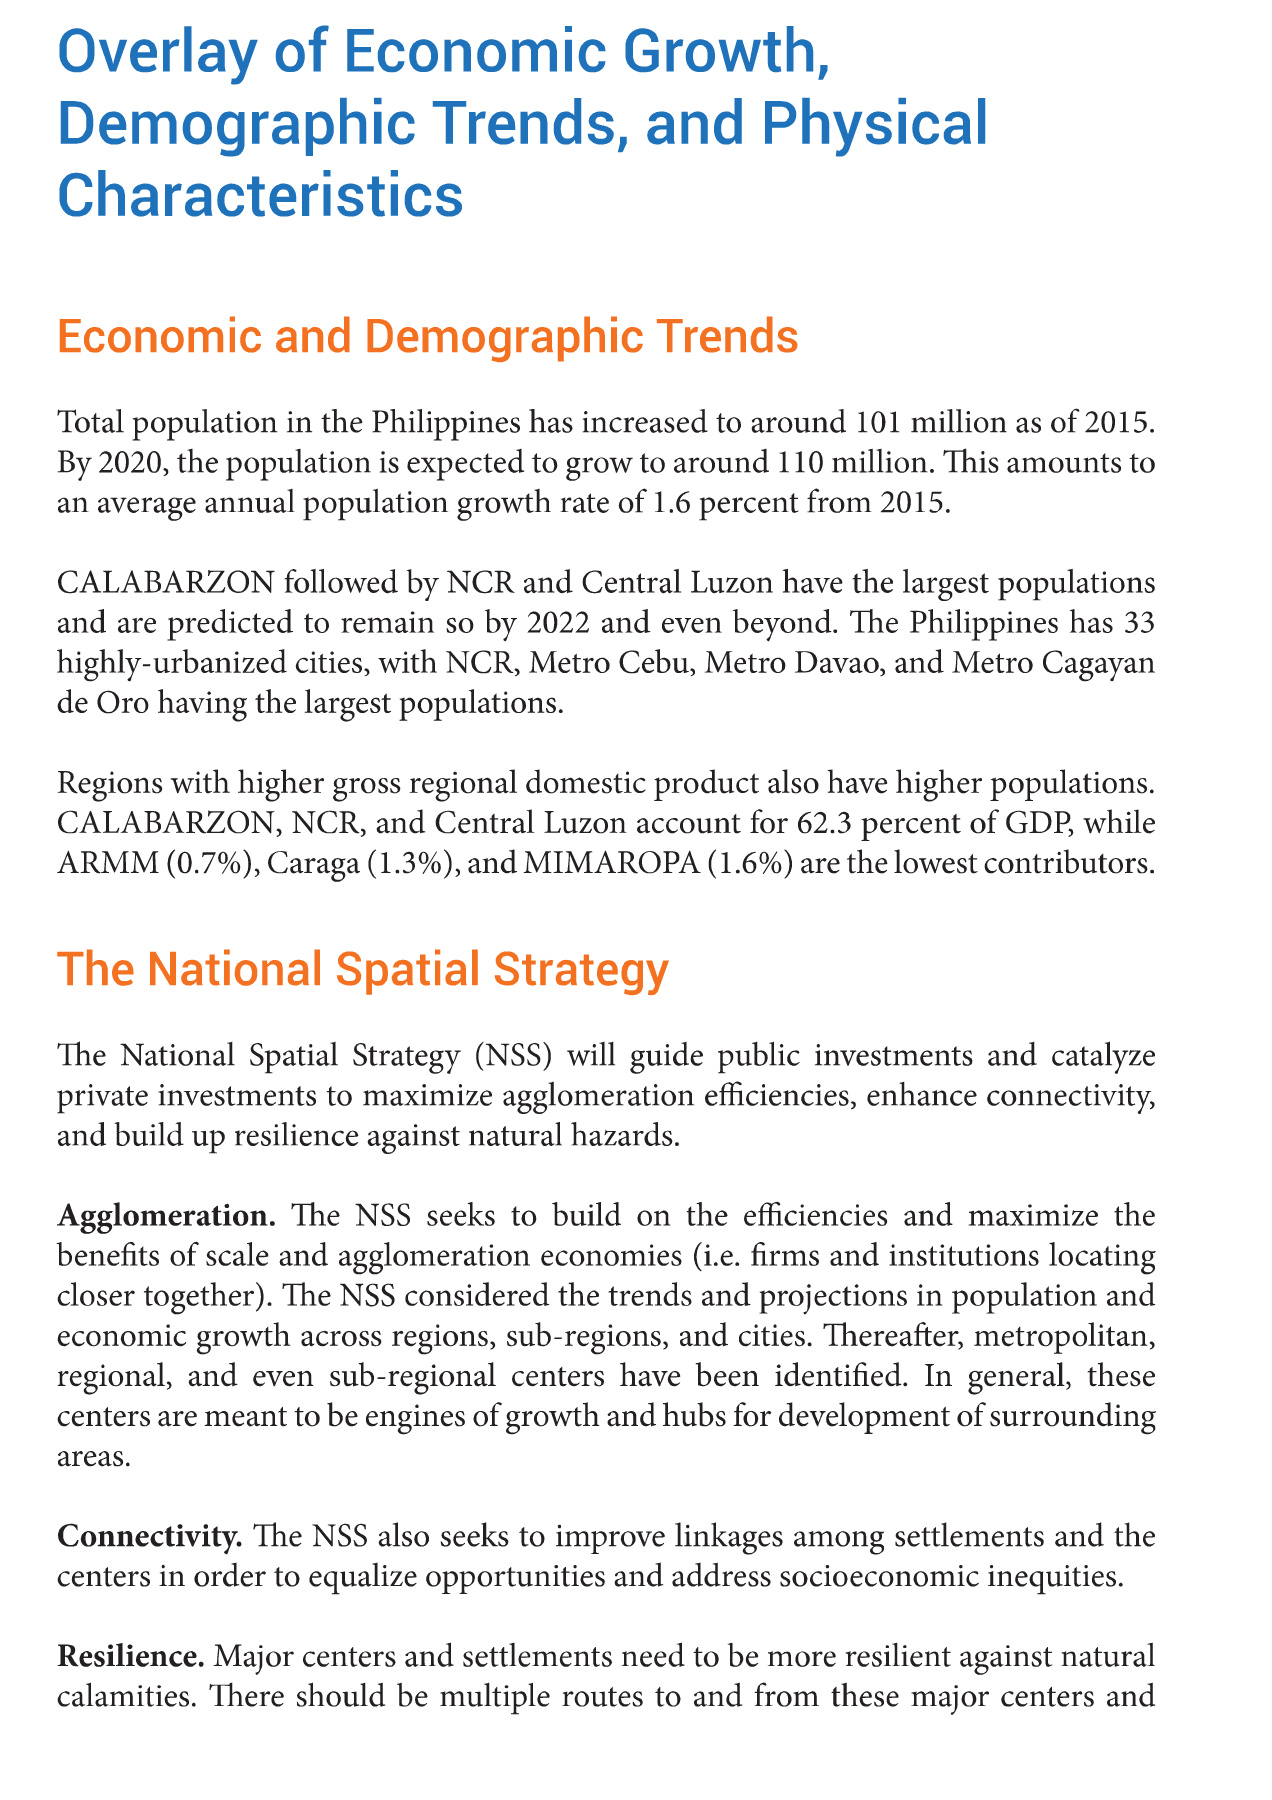 Overlay of Economic Growth,
Demographic Trends, and Physical
Characteristics
Economic and Demographic Trends
Total population in the Philippines has increased to around 101 million as of 2015.
By 2020, the population is expected to grow to around 110 million. This amounts to
an average annual population growth rate of 1.6 percent from 2015.
CALABARZON followed by NCR and Central Luzon have the largest populations
and are predicted to remain so by 2022 and even beyond. The Philippines has 33
highly-urbanized cities, with NCR, Metro Cebu, Metro Davao, and Metro Cagayan
de Oro having the largest populations.
Regions with higher gross regional domestic product also have higher populations.
CALABARZON, NCR, and Central Luzon account for 62.3 percent of GDP, while
ARMM (0.7%), Caraga (1.3%), and MIMAROPA (1.6%) are the lowest contributors.
The National Spatial Strategy
The National Spatial Strategy (NSS) will guide public investments and catalyze
private investments to maximize agglomeration efficiencies, enhance connectivity,
and build up resilience against natural hazards.
Agglomeration. The NSS seeks to build on the efficiencies and maximize the
benefits of scale and agglomeration economies (i.e. firms and institutions locating
closer together). The NSS considered the trends and projections in population and
economic growth across regions, sub-regions, and cities. Thereafter, metropolitan,
regional, and even sub-regional centers have been identified. In general, these
centers are meant to be engines of growth and hubs for development of surrounding
areas.
Connectivity. The NSS also seeks to improve linkages among settlements and the
centers in order to equalize opportunities and address socioeconomic inequities.
Resilience. Major centers and settlements need to be more resilient against natural
calamities. There should be multiple routes to and from these major centers and